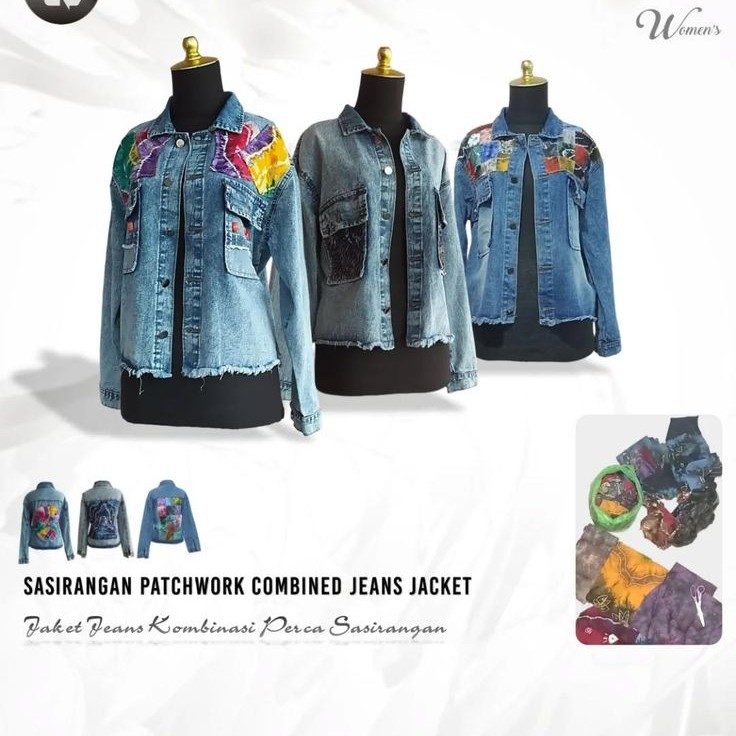 Women's
SASIRANGAN PATCHWORK COMBINED JEANS JACKET
Jaket Jeans Kombinasi Perca Sasirangan